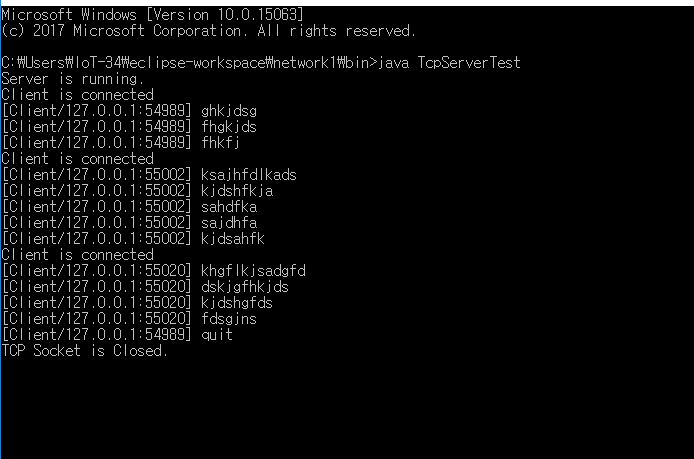 Microsoft Windows [Version 10.0.15063]
(c) 2017 Microsoft Corporation. All rights reserved.
C:₩Users₩IoT-34₩eclipse-workspace₩network1₩bin>java TcpServerTest
Server is running.
Client is connected
[Client/127.0.0.1:54989] ghkjdsg
[Client/127.0.0.1:54989] fhgkjds
[Client/127.0.0.1:54989] fhkfj
Client is connected
[Client/127.0.0.1:55002] ksajhfdlkads
[Client/127.0.0.1:55002] kjdshfkja
[Client/127.0.0.1:55002] sahdfka
[Client/127.0.0.1:55002] sajdhfa
[Client/127.0.0.1:55002] kjdsahfk
Client is connected
[Client/127.0.0.1:55020] khgflkjsadgfd
[Client/127.0.0.1:55020] dskjgfhkjds
[Client/127.0.0.1:55020] kjdshgfds
[Client/127.0.0.1:55020] fdsgjns
[Client/127.0.0.1:54989] quit
TCP Socket is Closed.